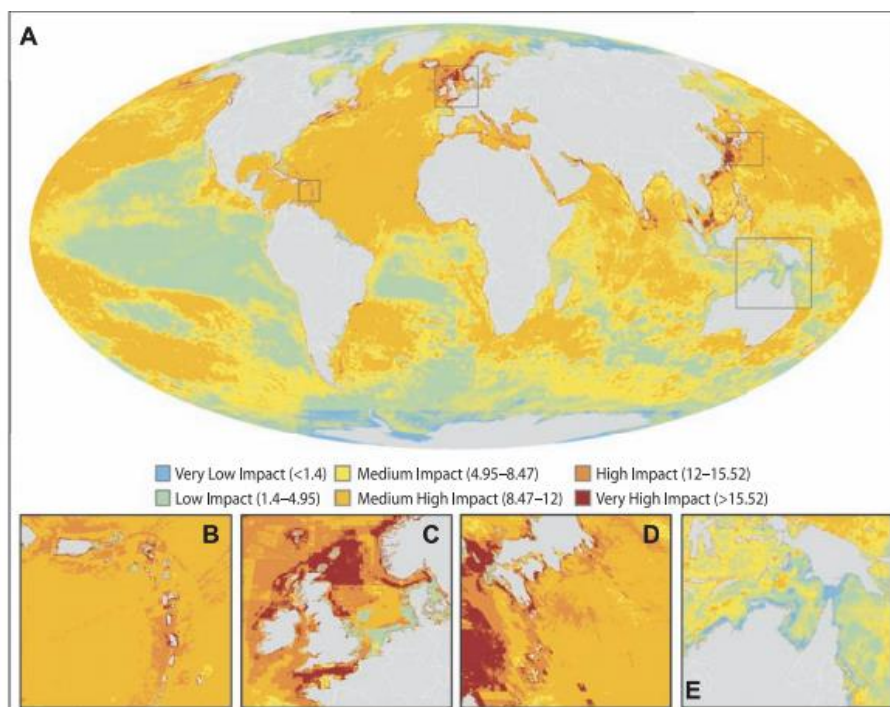 A
Very Low Impact (<1.4)
Medium Impact (4.95–8.47)
High Impact (12–15.52)
Low Impact (1.4–4.95)
Medium High Impact (8.47–12)
Very High Impact (>15.52)
B
C
D
E